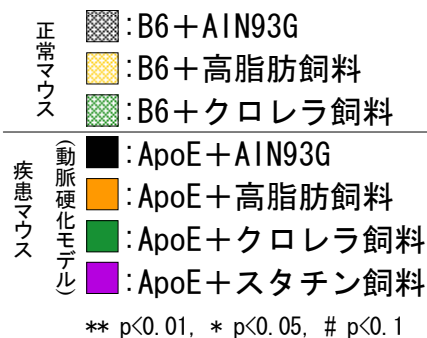 正常マウス
:B6＋AIN93G
:B6＋高脂肪飼料
:B6＋クロレラ飼料
疾患マウス
(動脈硬化モデル)
:ApoE＋AIN93G
:ApoE＋高脂肪飼料
:ApoE＋クロレラ飼料
:ApoE＋スタチン飼料
** p<0.01, * p<0.05, # p<0.1